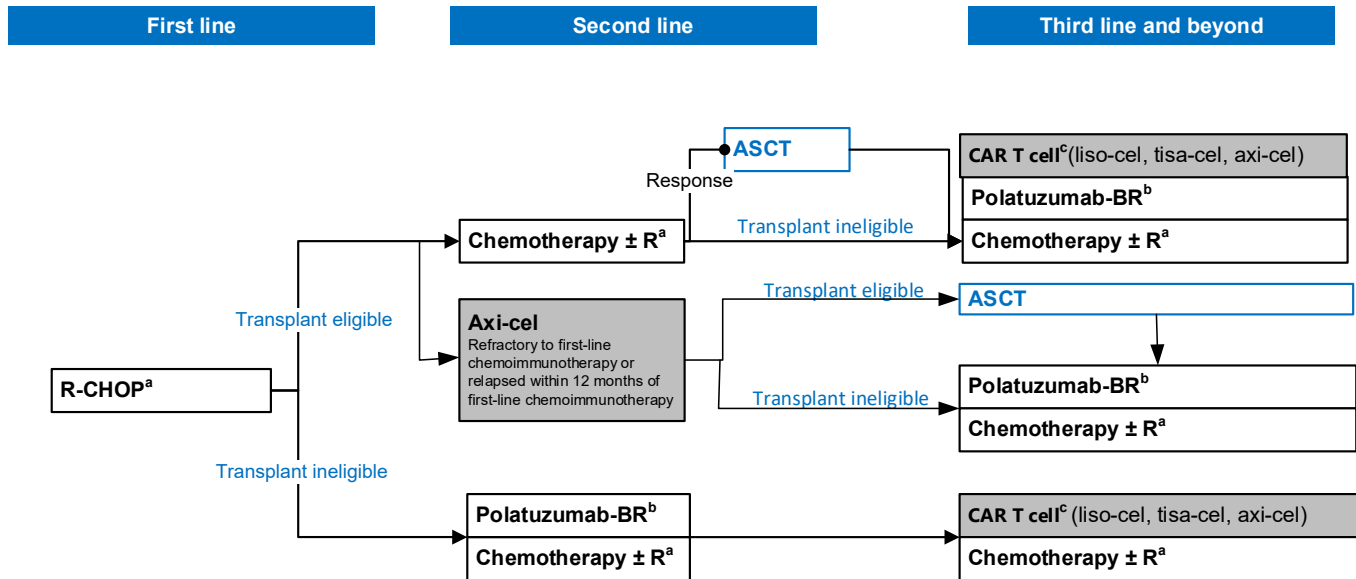 First line
Second line
Third line and beyond
ASCT
Response
CAR T cellᶜ(liso-cel, tisa-cel, axi-cel)
Polatuzumab-BRᵇ
Chemotherapy ± Rᵃ
Transplant ineligible
Chemotherapy ± Rᵃ
Transplant eligible
Axi-cel
Refractory to first-line
chemoimmunotherapy or
relapsed within 12 months of
first-line chemoimmunotherapy
Transplant eligible
ASCT
R-CHOPᵃ
Transplant ineligible
Polatuzumab-BRᵇ
Chemotherapy ± Rᵃ
Transplant ineligible
Polatuzumab-BRᵇ
Chemotherapy ± Rᵃ
CAR T cellᶜ (liso-cel, tisa-cel, axi-cel)
Chemotherapy ± Rᵃ